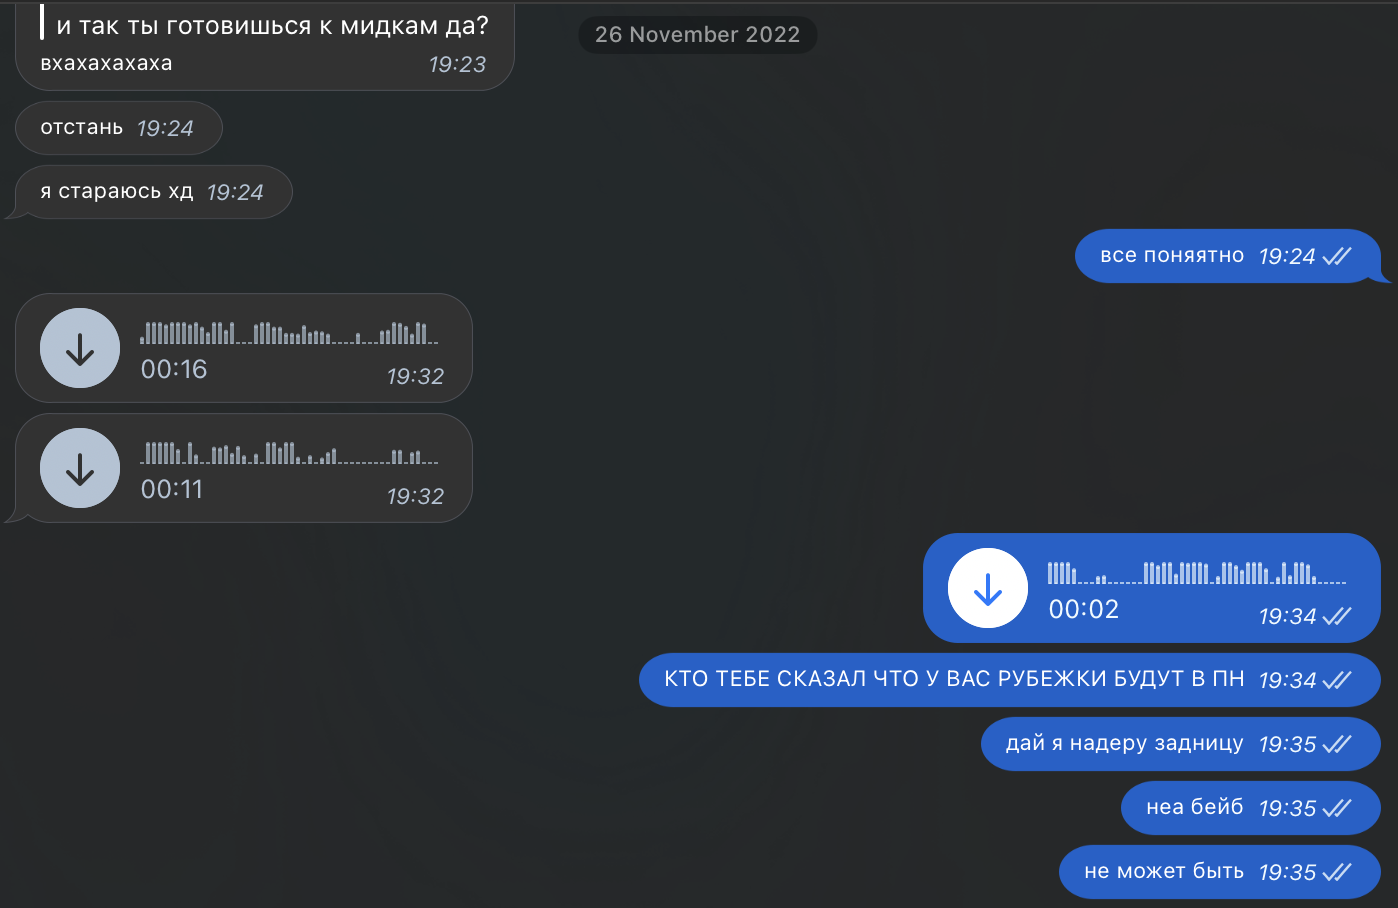 и так ты готовишься к мидкам да?
26 November 2022
вхахахахаха 19:23
отстань 19:24
я стараюсь хд 19:24
все поняятно 19:24
00:16 19:32
00:11 19:32
00:02 19:34
КТО ТЕБЕ СКАЗАЛ ЧТО У ВАС РУБЕЖКИ БУДУТ В ПН 19:34
дай я надеру задницу 19:35
неа бейб 19:35
не может быть 19:35